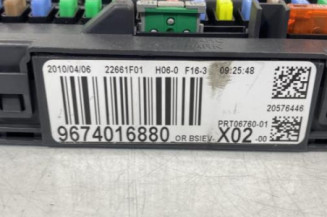 2010/04/06 22661F01 H06-0 F16-3 09:25:48
20576446
PRT06760-01
9674016880 OR BSIEV- X02 -00